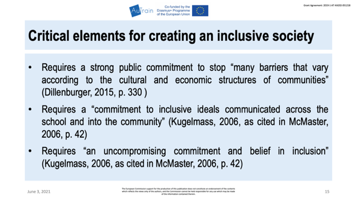 Co-funded by the
Erasmus+ Programme
of the European Union
Critical elements for creating an inclusive society
• Requires a strong public commitment to stop “many barriers that vary
according to the cultural and economic structures of communities”
(Dillenburger, 2015, p. 330 )
• Requires a “commitment to inclusive ideals communicated across the
school and into the community” (Kugelmass, 2006, as cited in McMaster,
2006, p. 42)
• Requires “an uncompromising commitment and belief in inclusion”
(Kugelmass, 2006, as cited in McMaster, 2006, p. 42)
June 3, 2021